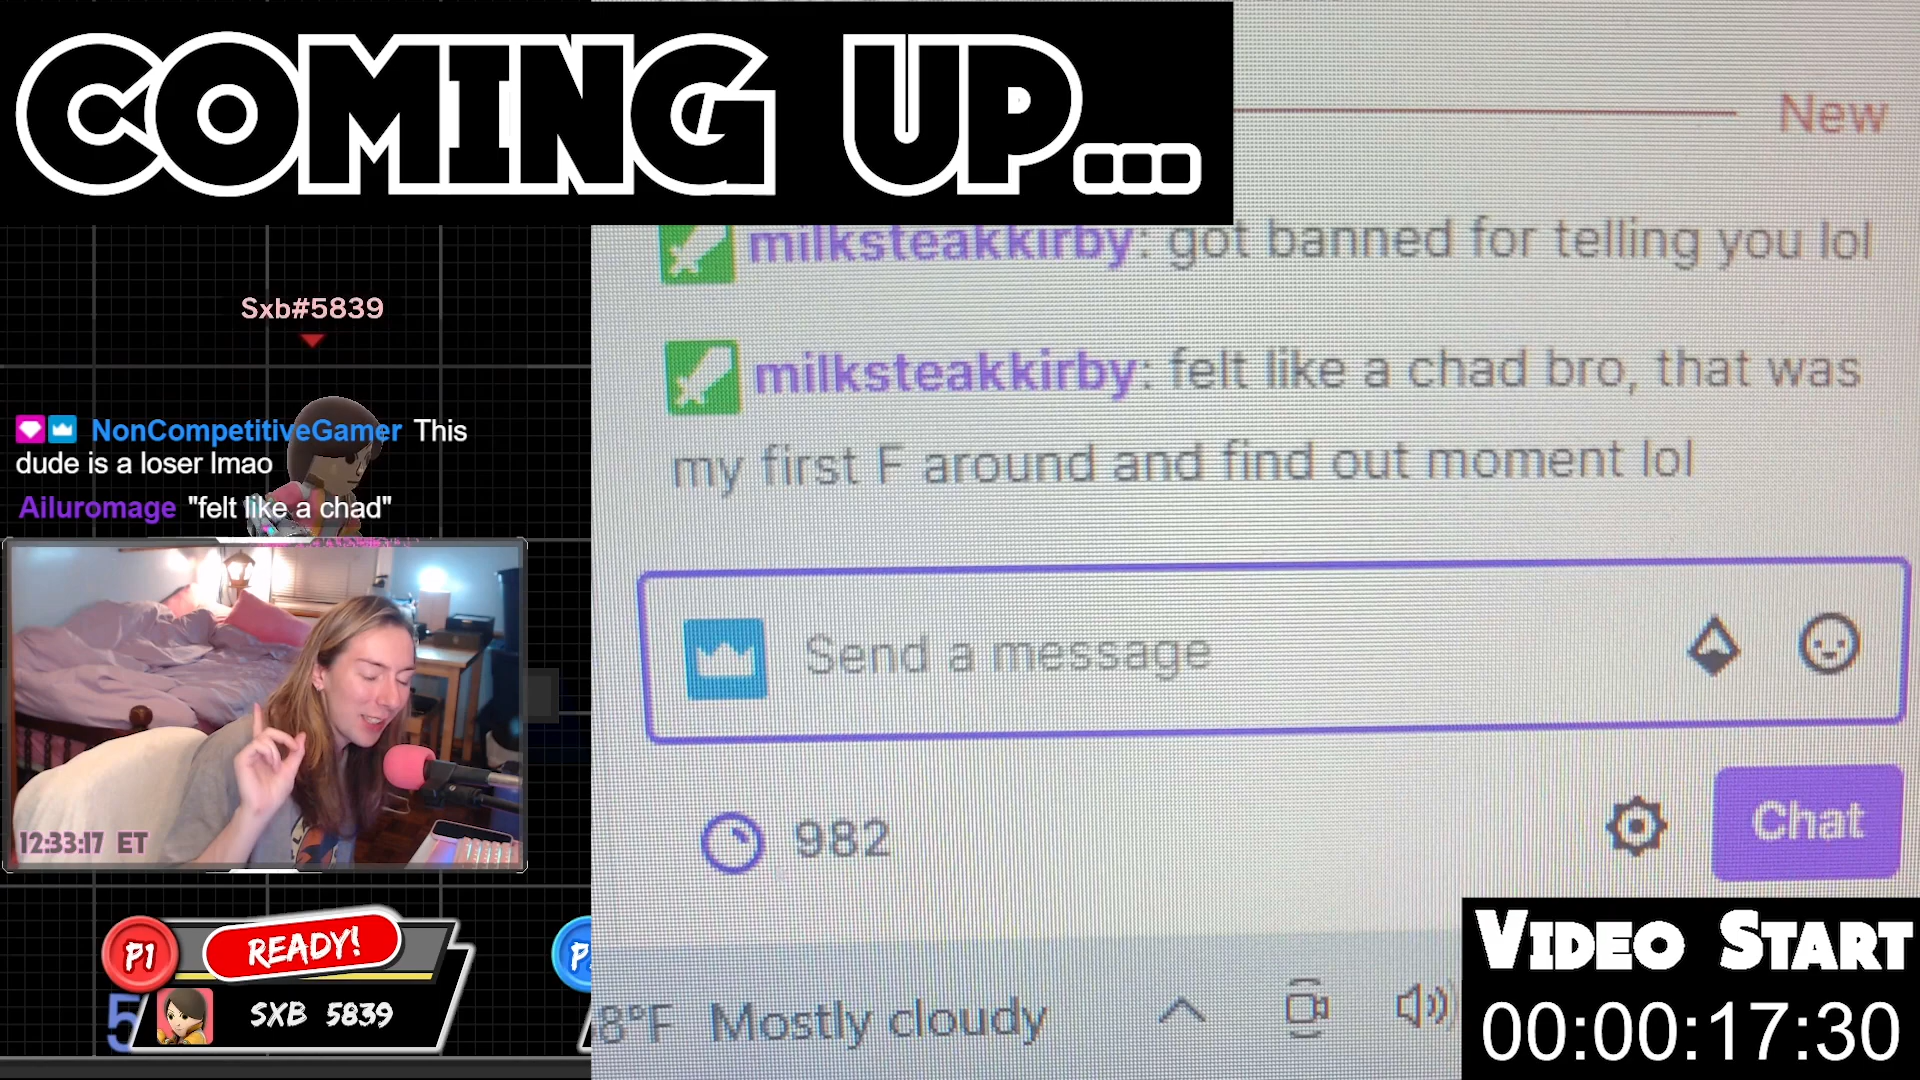 COMING UP...
New
milksteakkirby: got banned for telling you lol
Sxb#5839
milksteakkirby: felt like a chad bro, that was
my first F around and find out moment lol
NonCompetitiveGamer This
dude is a loser lmao
Ailuromage "felt like a chad"
Send a message
982
Chat
12:33:17 ET
P1 READY!
SXB 5839
8°F Mostly cloudy
VIDEO START
00:00:17:30